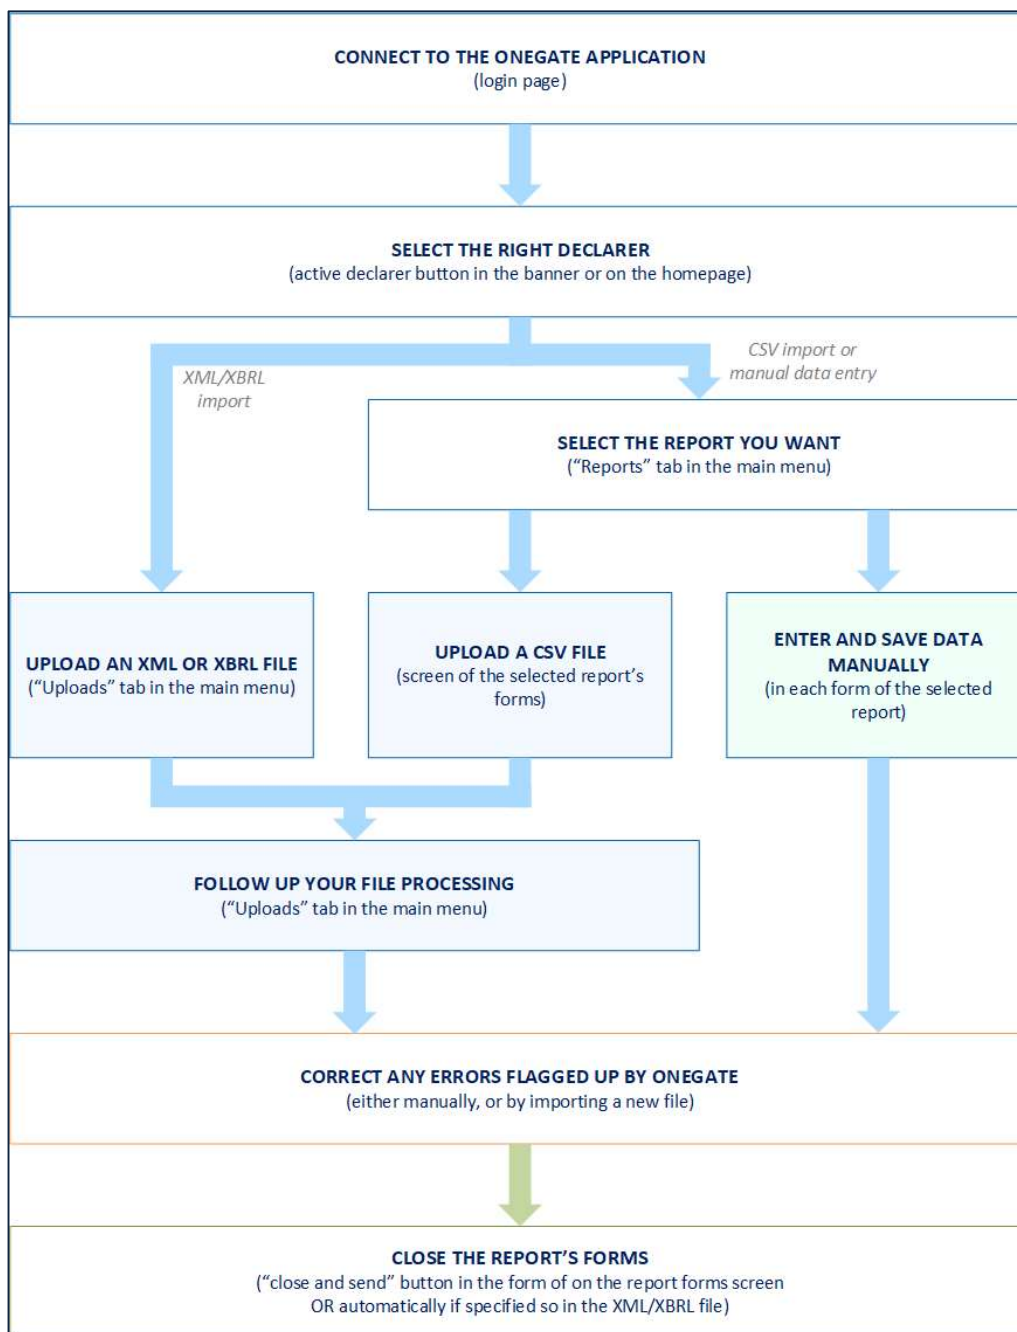 CONNECT TO THE ONEGATE APPLICATION
(login page)
SELECT THE RIGHT DECLARER
(active declarer button in the banner or on the homepage)
XML/XBRL
import
CSV import or
manual data entry
SELECT THE REPORT YOU WANT
(“Reports” tab in the main menu)
UPLOAD AN XML OR XBRL FILE
(“Uploads” tab in the main menu)
UPLOAD A CSV FILE
(screen of the selected report’s
forms)
ENTER AND SAVE DATA
MANUALLY
(in each form of the selected
report)
FOLLOW UP YOUR FILE PROCESSING
(“Uploads” tab in the main menu)
CORRECT ANY ERRORS FLAGGED UP BY ONEGATE
(either manually, or by importing a new file)
CLOSE THE REPORT’S FORMS
(“close and send” button in the form of on the report forms screen
OR automatically if specified so in the XML/XBRL file)